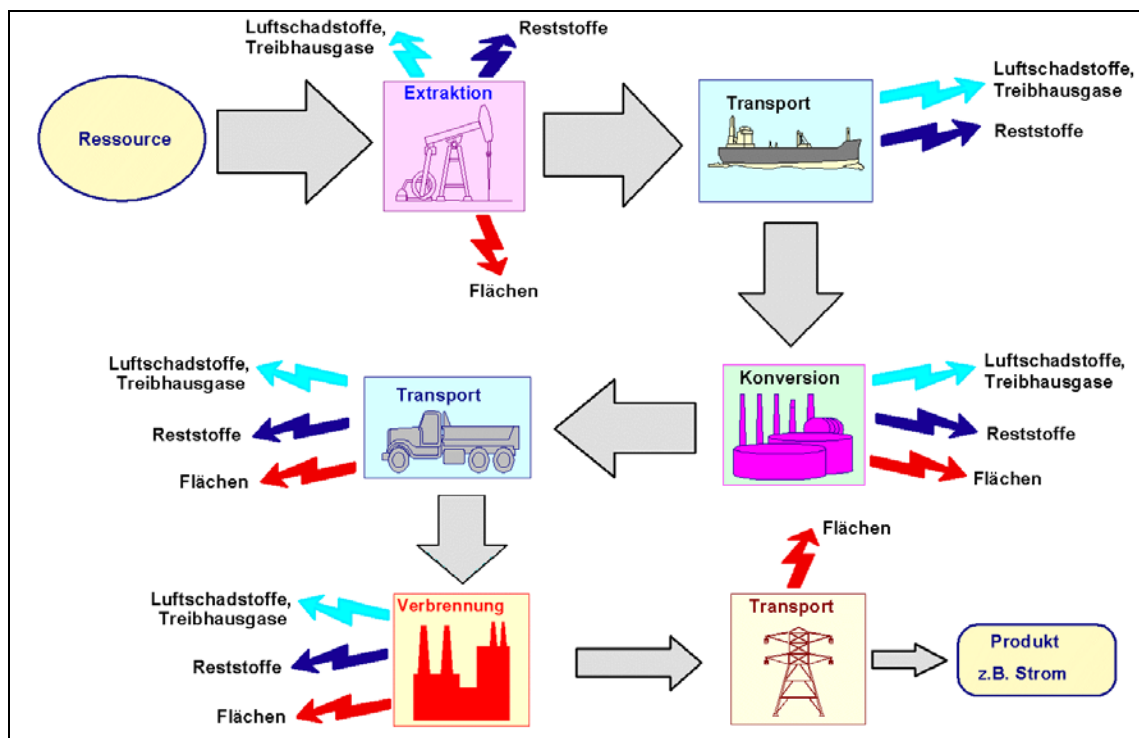 Luftschadstoffe,
Treibhausgase
Reststoffe
Ressource
Extraktion
Flächen
Transport
Luftschadstoffe,
Treibhausgase
Reststoffe
Konversion
Luftschadstoffe,
Treibhausgase
Reststoffe
Flächen
Transport
Luftschadstoffe,
Treibhausgase
Reststoffe
Flächen
Verbrennung
Luftschadstoffe,
Treibhausgase
Reststoffe
Flächen
Flächen
Transport
Produkt
z.B. Strom